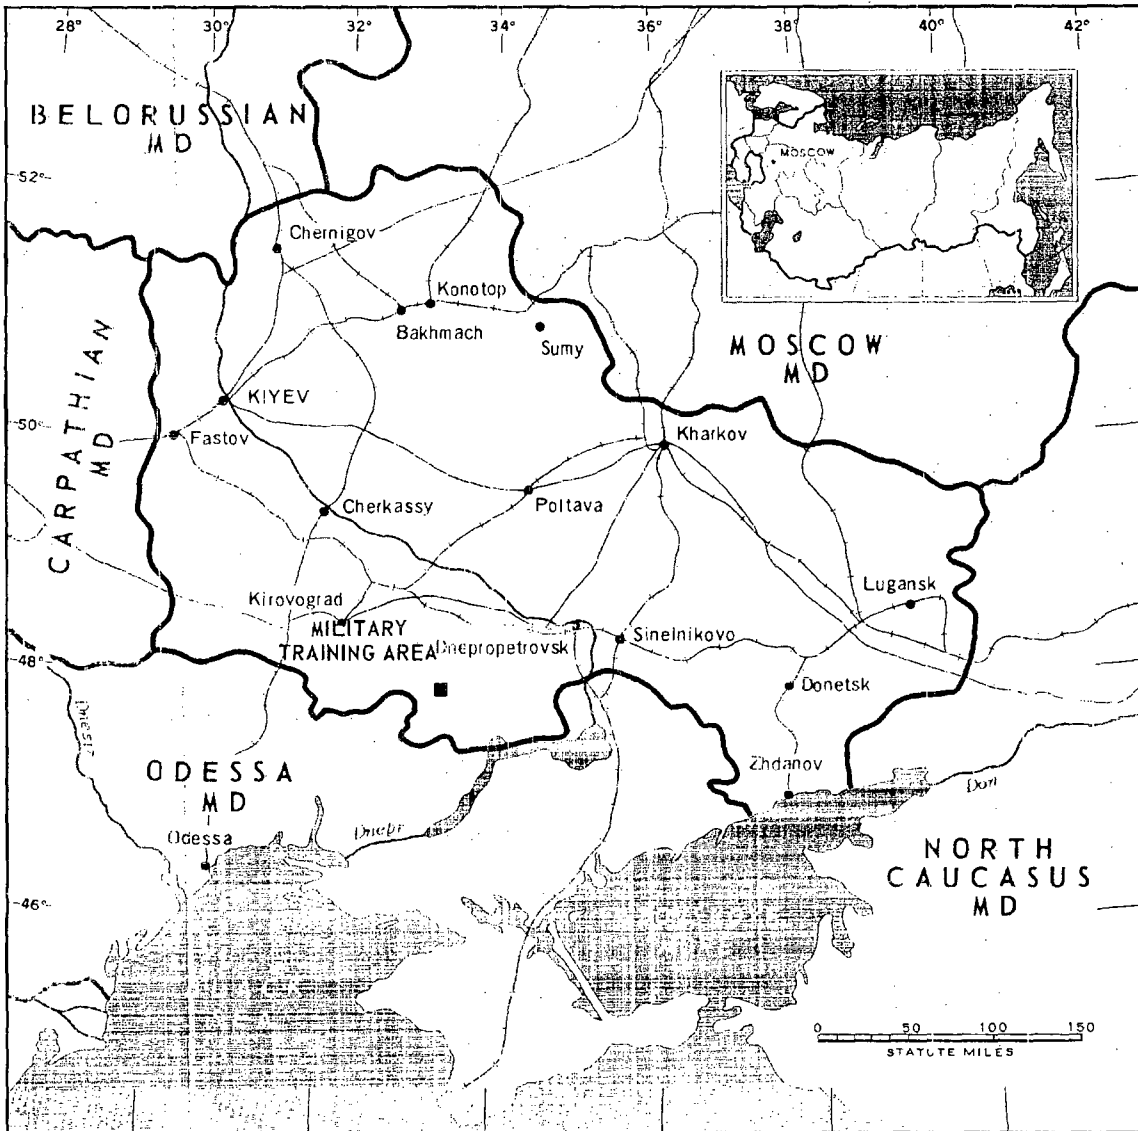 28°
30°
32°
34°
36°
38°
40°
42°
BELORUSSIAN
MD
MOSCOW
52°
Chernigov
Konotop
Bakhmach
Sumy
MOSCOW
MD
CARPATHIAN
MD
KIYEV
50°
Fastov
Kharkov
Cherkassy
Poltava
Lugansk
Kirovograd
MILITARY
TRAINING AREA
Dnepropetrovsk
Sinelnikovo
48°
Donetsk
Dnestr
Zhdanov
ODESSA
MD
Don
Dnepr
Odessa
NORTH
CAUCASUS
MD
46°
0 50 100 150
STATUTE MILES